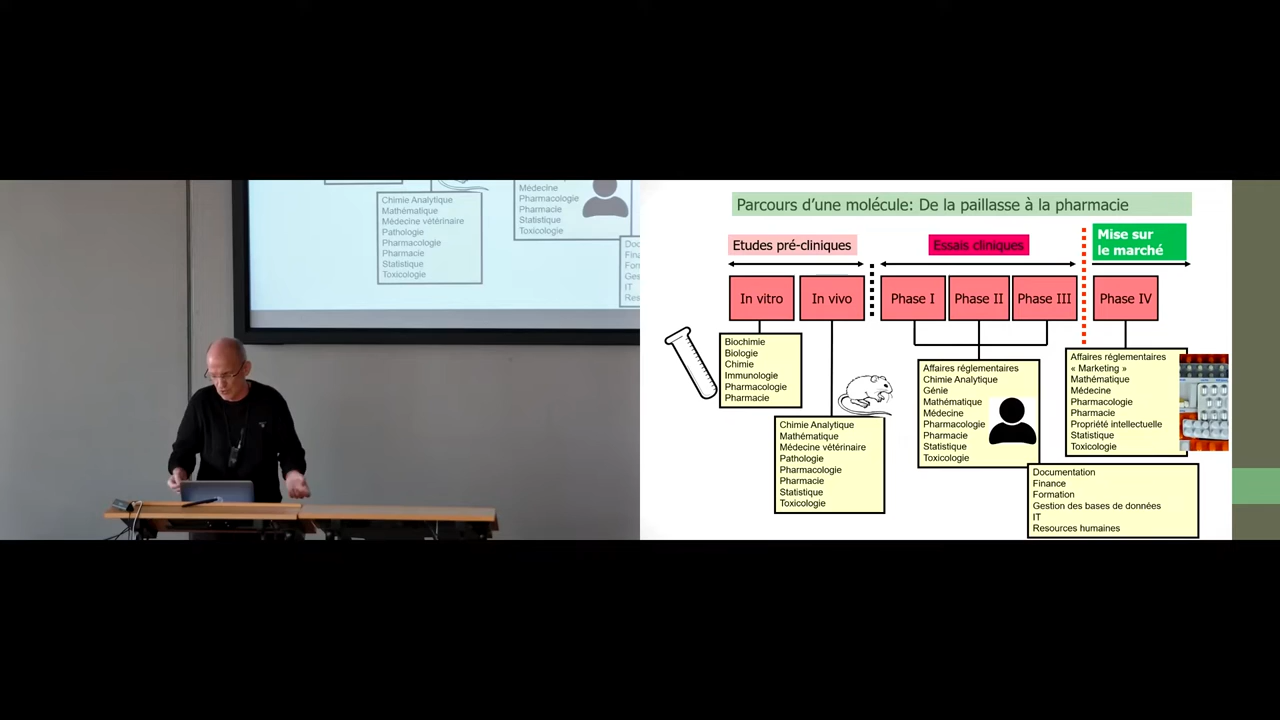 Chimie Analytique
Mathématique
Médecine vétérinaire
Pathologie
Pharmacologie
Pharmacie
Statistique
Toxicologie
Médecine
Pharmacologie
Pharmacie
Statistique
Toxicologie
Parcours d'une molécule: De la paillasse à la pharmacie
Etudes pré-cliniques
Essais cliniques
Mise sur
le marché
In vitro
In vivo
Phase I
Phase II
Phase III
Phase IV
Biochimie
Biologie
Chimie
Immunologie
Pharmacologie
Pharmacie
Chimie Analytique
Mathématique
Médecine vétérinaire
Pathologie
Pharmacologie
Pharmacie
Statistique
Toxicologie
Affaires réglementaires
Chimie Analytique
Génie
Mathématique
Médecine
Pharmacologie
Pharmacie
Statistique
Toxicologie
Affaires réglementaires
« Marketing »
Mathématique
Médecine
Pharmacologie
Pharmacie
Propriété intellectuelle
Statistique
Toxicologie
Documentation
Finance
Formation
Gestion des bases de données
IT
Resources humaines